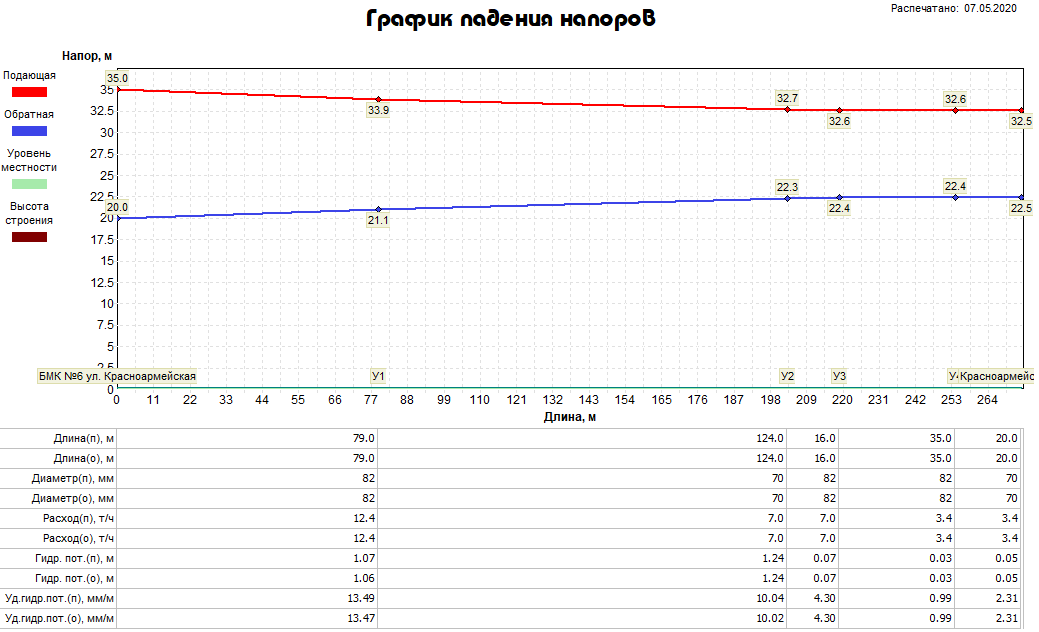 График падения напоров
Распечатано: 07.05.2020
Напор, м
Подающая
Обратная
Уровень
местности
Высота
строения
35.0
33.9
32.7
32.6
32.6
32.5
20.0
21.1
22.3
22.4
22.4
22.5
35
32.5
30
27.5
25
22.5
20
17.5
15
12.5
10
7.5
5
2.5
0
БМК №6 ул. Красноармейская
У1
У2
У3
Красноармейс
0 11 22 33 44 55 66 77 88 99 110 121 132 143 154 165 176 187 198 209 220 231 242 253 264
Длина, м
Длина(п), м 79.0 124.0 16.0 35.0 20.0
Длина(о), м 79.0 124.0 16.0 35.0 20.0
Диаметр(п), мм 82 70 82 82 70
Диаметр(о), мм 82 70 82 82 70
Расход(п), т/ч 12.4 7.0 7.0 3.4 3.4
Расход(о), т/ч 12.4 7.0 7.0 3.4 3.4
Гидр. пот.(п), м 1.07 1.24 0.07 0.03 0.05
Гидр. пот.(о), м 1.06 1.24 0.07 0.03 0.05
Уд.гидр.пот.(п), мм/м 13.49 10.04 4.30 0.99 2.31
Уд.гидр.пот.(о), мм/м 13.47 10.02 4.30 0.99 2.31